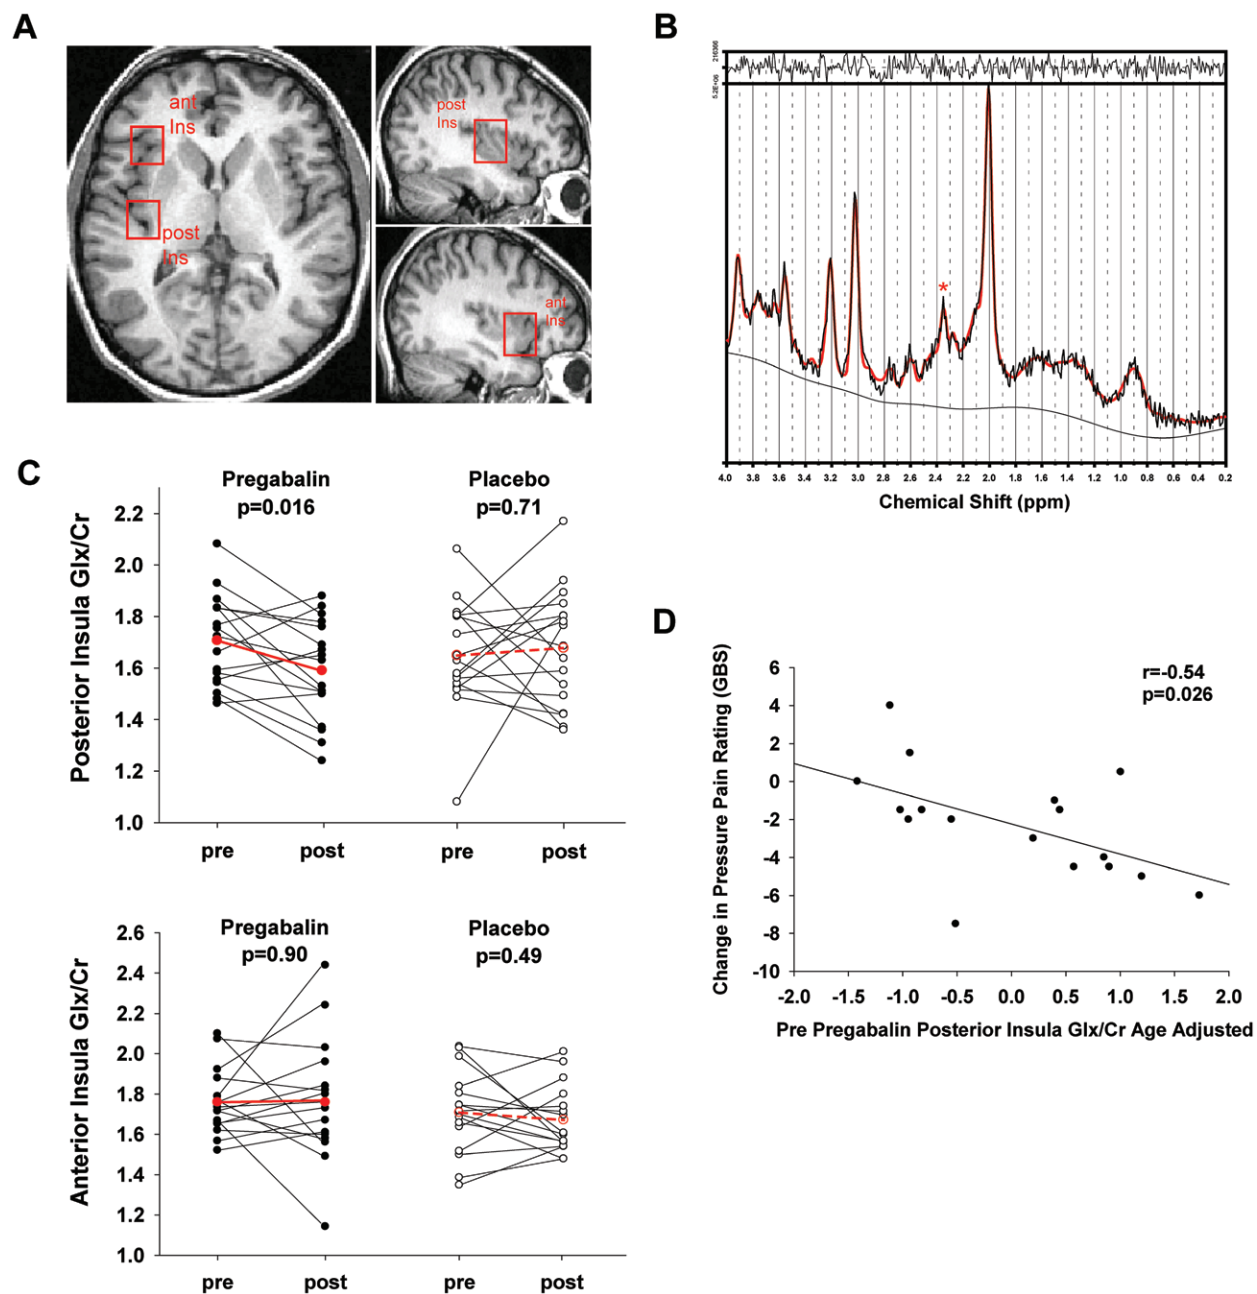 A
ant
Ins
post
Ins
post
Ins
ant
Ins
B
216306
5.2E+06
*
4.0 3.8 3.6 3.4 3.2 3.0 2.8 2.6 2.4 2.2 2.0 1.8 1.6 1.4 1.2 1.0 0.8 0.6 0.4 0.2
Chemical Shift (ppm)
C
Pregabalin
p=0.016
Placebo
p=0.71
Posterior Insula Glx/Cr
2.2
2.0
1.8
1.6
1.4
1.2
1.0
pre post pre post
Pregabalin
p=0.90
Placebo
p=0.49
Anterior Insula Glx/Cr
2.6
2.4
2.2
2.0
1.8
1.6
1.4
1.2
1.0
pre post pre post
D
r=-0.54
p=0.026
Change in Pressure Pain Rating (GBS)
6
4
2
0
-2
-4
-6
-8
-10
-2.0 -1.5 -1.0 -0.5 0.0 0.5 1.0 1.5 2.0
Pre Pregabalin Posterior Insula Glx/Cr Age Adjusted